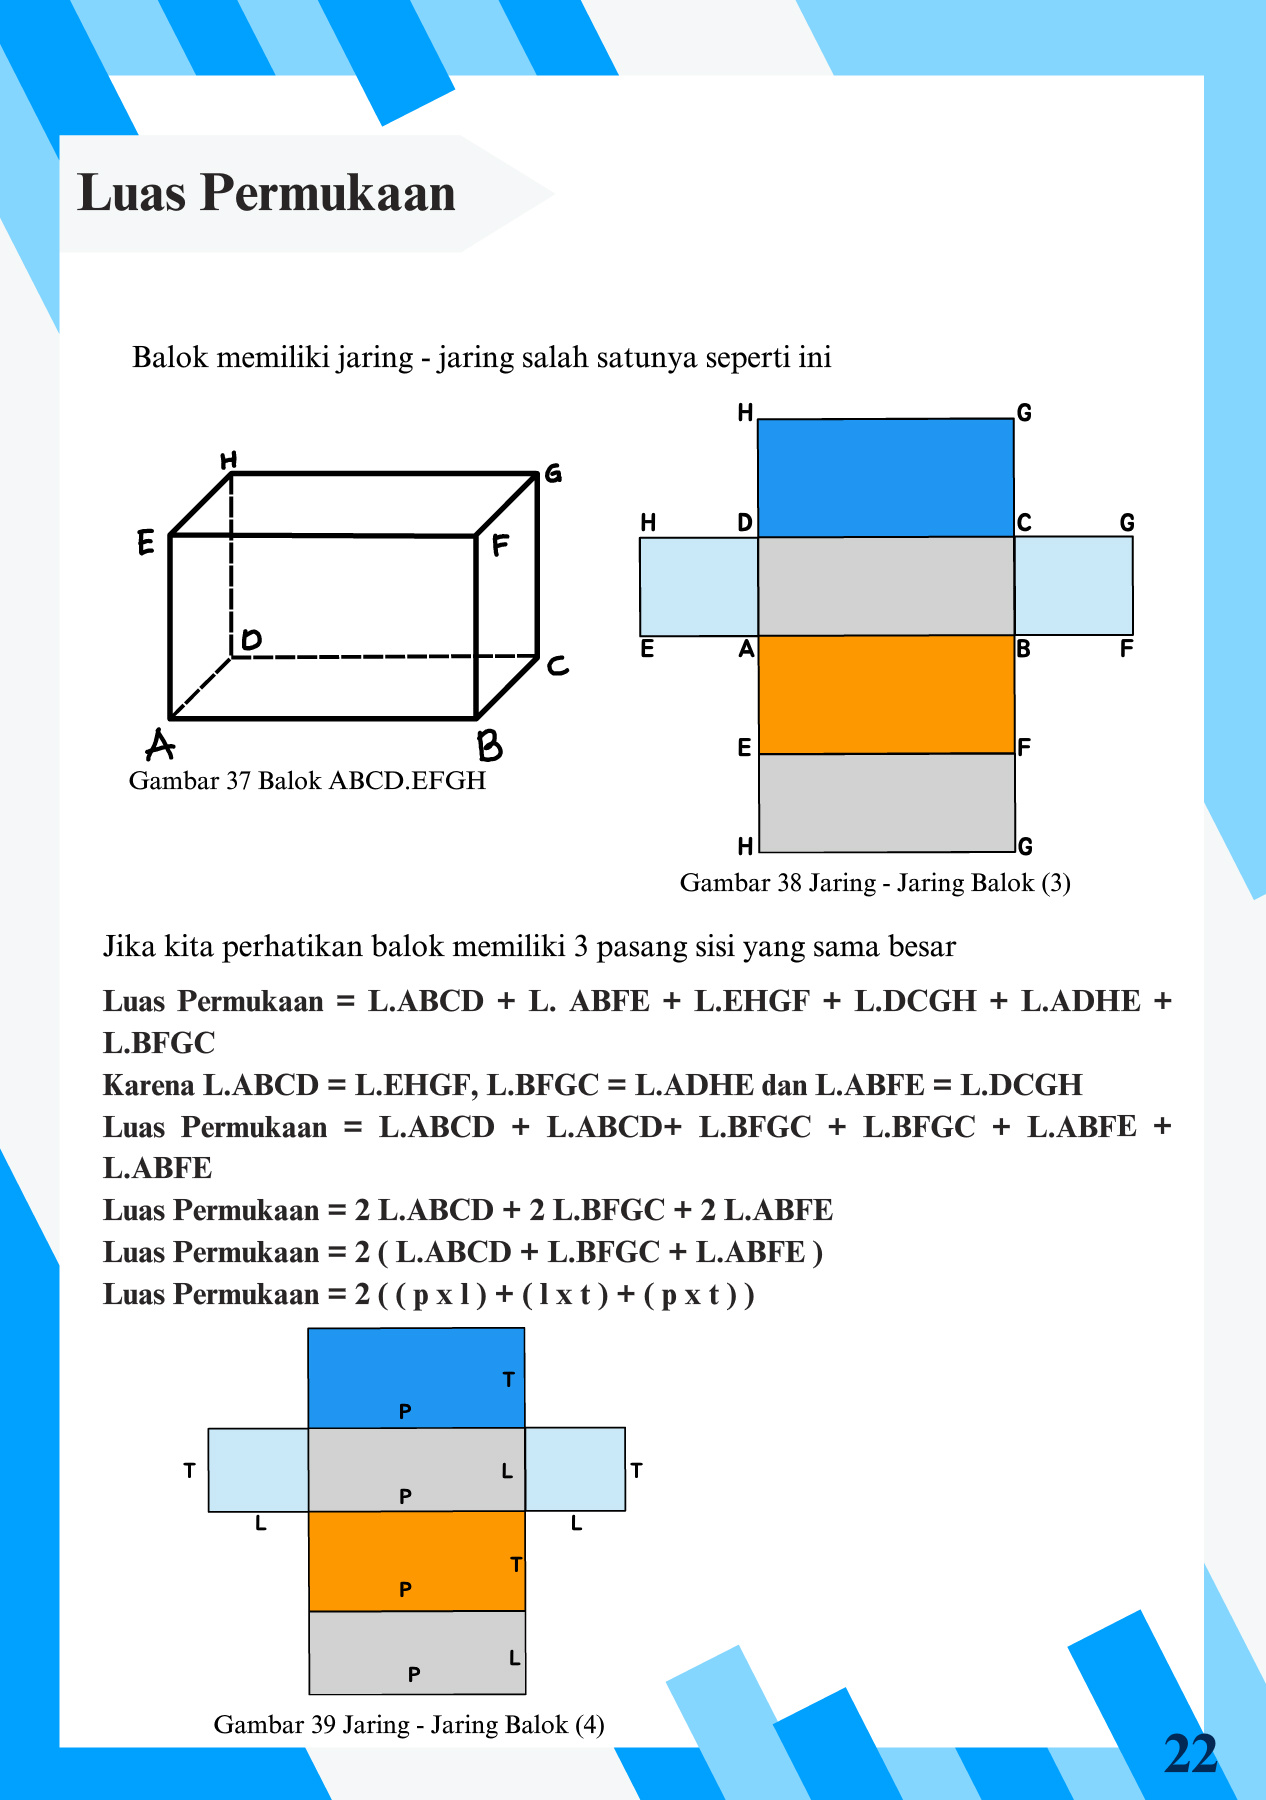 Luas Permukaan
Balok memiliki jaring - jaring salah satunya seperti ini
H
G
E
F
D
C
A
B
Gambar 37 Balok ABCD.EFGH
H G
H D C G
E A B F
E F
H G
Gambar 38 Jaring - Jaring Balok (3)
Jika kita perhatikan balok memiliki 3 pasang sisi yang sama besar
Luas Permukaan = L.ABCD + L. ABFE + L.EHGF + L.DCGH + L.ADHE +
L.BFGC
Karena L.ABCD = L.EHGF, L.BFGC = L.ADHE dan L.ABFE = L.DCGH
Luas Permukaan = L.ABCD + L.ABCD+ L.BFGC + L.BFGC + L.ABFE +
L.ABFE
Luas Permukaan = 2 L.ABCD + 2 L.BFGC + 2 L.ABFE
Luas Permukaan = 2 ( L.ABCD + L.BFGC + L.ABFE )
Luas Permukaan = 2 ( ( p x l ) + ( l x t ) + ( p x t ) )
T
P
T L T
P
L L
T
P
L
P
Gambar 39 Jaring - Jaring Balok (4)
22